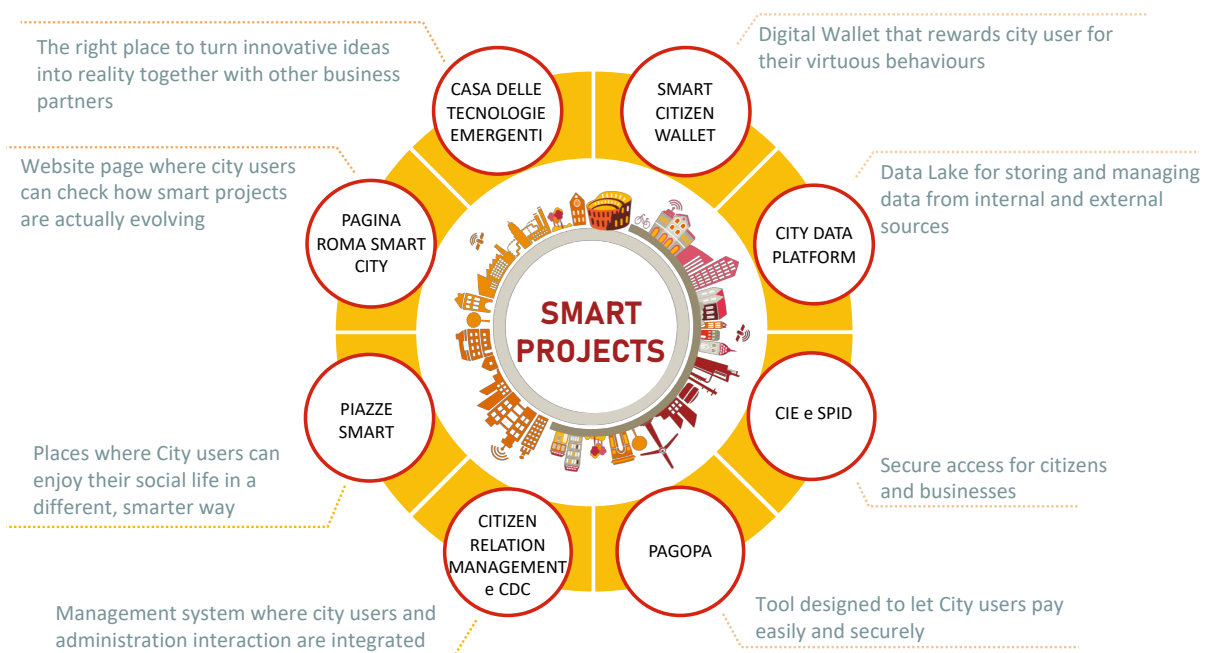 The right place to turn innovative ideas
into reality together with other business
partners
CASA DELLE
TECNOLOGIE
EMERGENTI
SMART
CITIZEN
WALLET
Digital Wallet that rewards city user for
their virtuous behaviours
Website page where city users
can check how smart projects
are actually evolving
PAGINA
ROMA SMART
CITY
CITY DATA
PLATFORM
Data Lake for storing and managing
data from internal and external
sources
SMART
PROJECTS
PIAZZE
SMART
CIE e SPID
Places where City users can
enjoy their social life in a
different, smarter way
Secure access for citizens
and businesses
CITIZEN
RELATION
MANAGEMENT
e CDC
PAGOPA
Management system where city users and
administration interaction are integrated
Tool designed to let City users pay
easily and securely